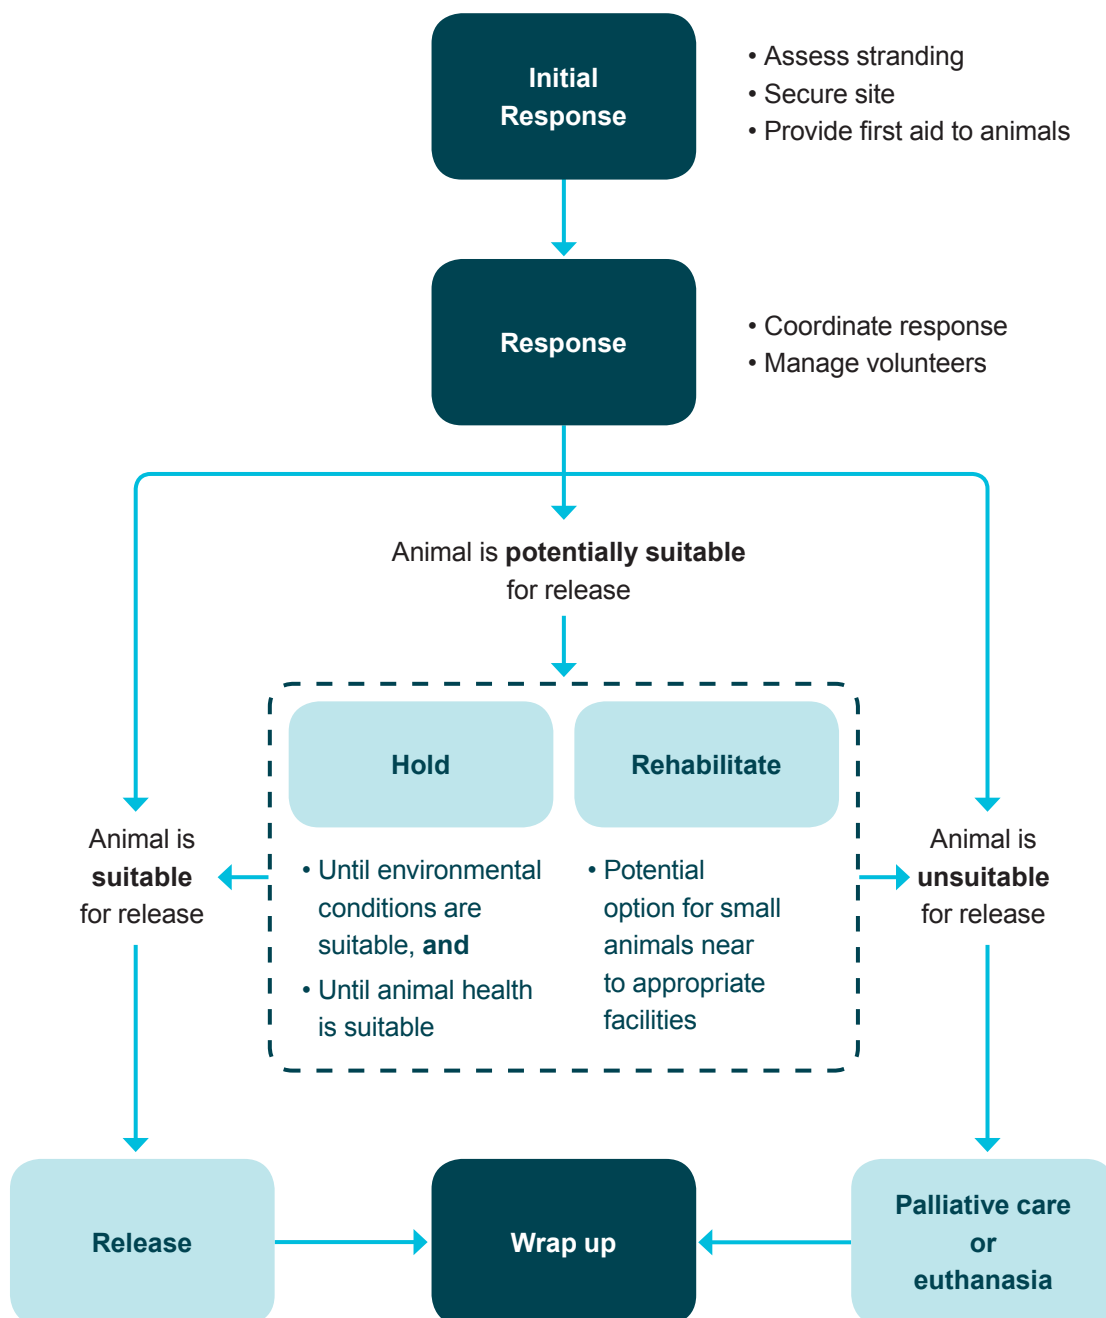 Initial
Response
• Assess stranding
• Secure site
• Provide first aid to animals
Response
• Coordinate response
• Manage volunteers
Animal is potentially suitable
for release
Hold
Rehabilitate
• Until environmental
conditions are
suitable, and
• Until animal health
is suitable
• Potential
option for small
animals near
to appropriate
facilities
Animal is
suitable
for release
Animal is
unsuitable
for release
Release
Wrap up
Palliative care
or
euthanasia